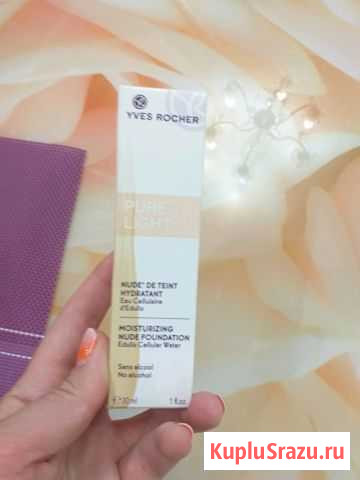 YVES ROCHER
PURE
LIGHT
NUDE* DE TEINT
HYDRATANT
Eau Cellulaire
d'Edulis
MOISTURIZING
NUDE FOUNDATION
Edulis Cellular Water
Sans alcool
No alcohol
℮ 30ml 1 fl.oz.
KupluSrazu.ru